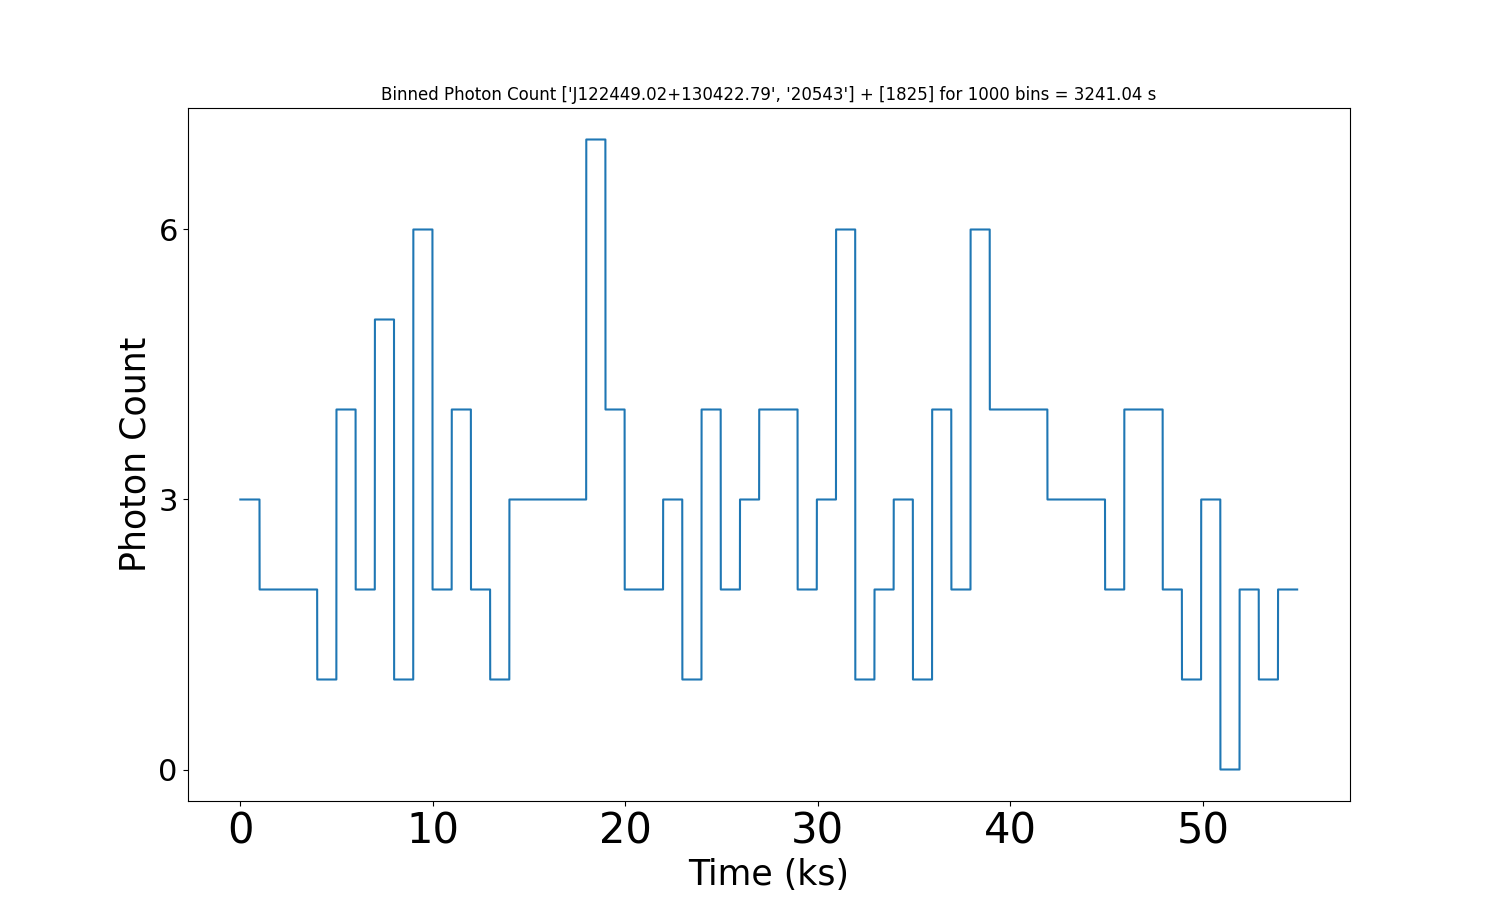 Binned Photon Count ['J122449.02+130422.79', '20543'] + [1825] for 1000 bins = 3241.04 s
Photon Count
6
3
0
0 10 20 30 40 50
Time (ks)